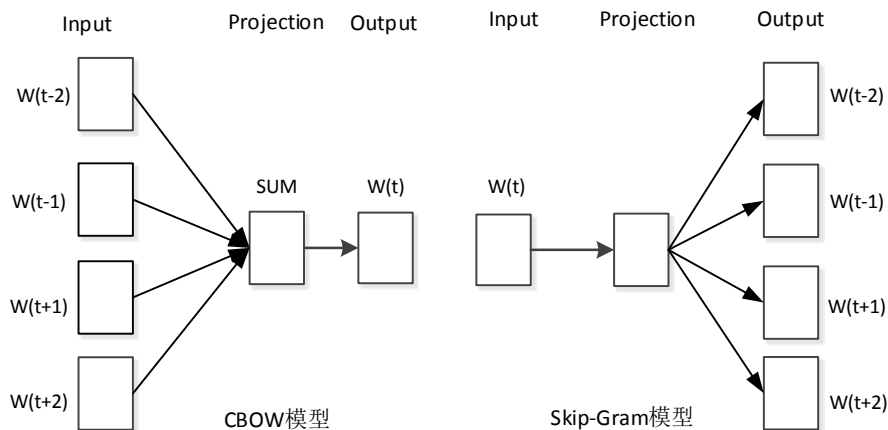 Input Projection Output
W(t-2)
W(t-1)
SUM W(t)
W(t+1)
W(t+2)
CBOW模型
Input Projection Output
W(t-2)
W(t-1)
W(t)
W(t+1)
W(t+2)
Skip-Gram模型